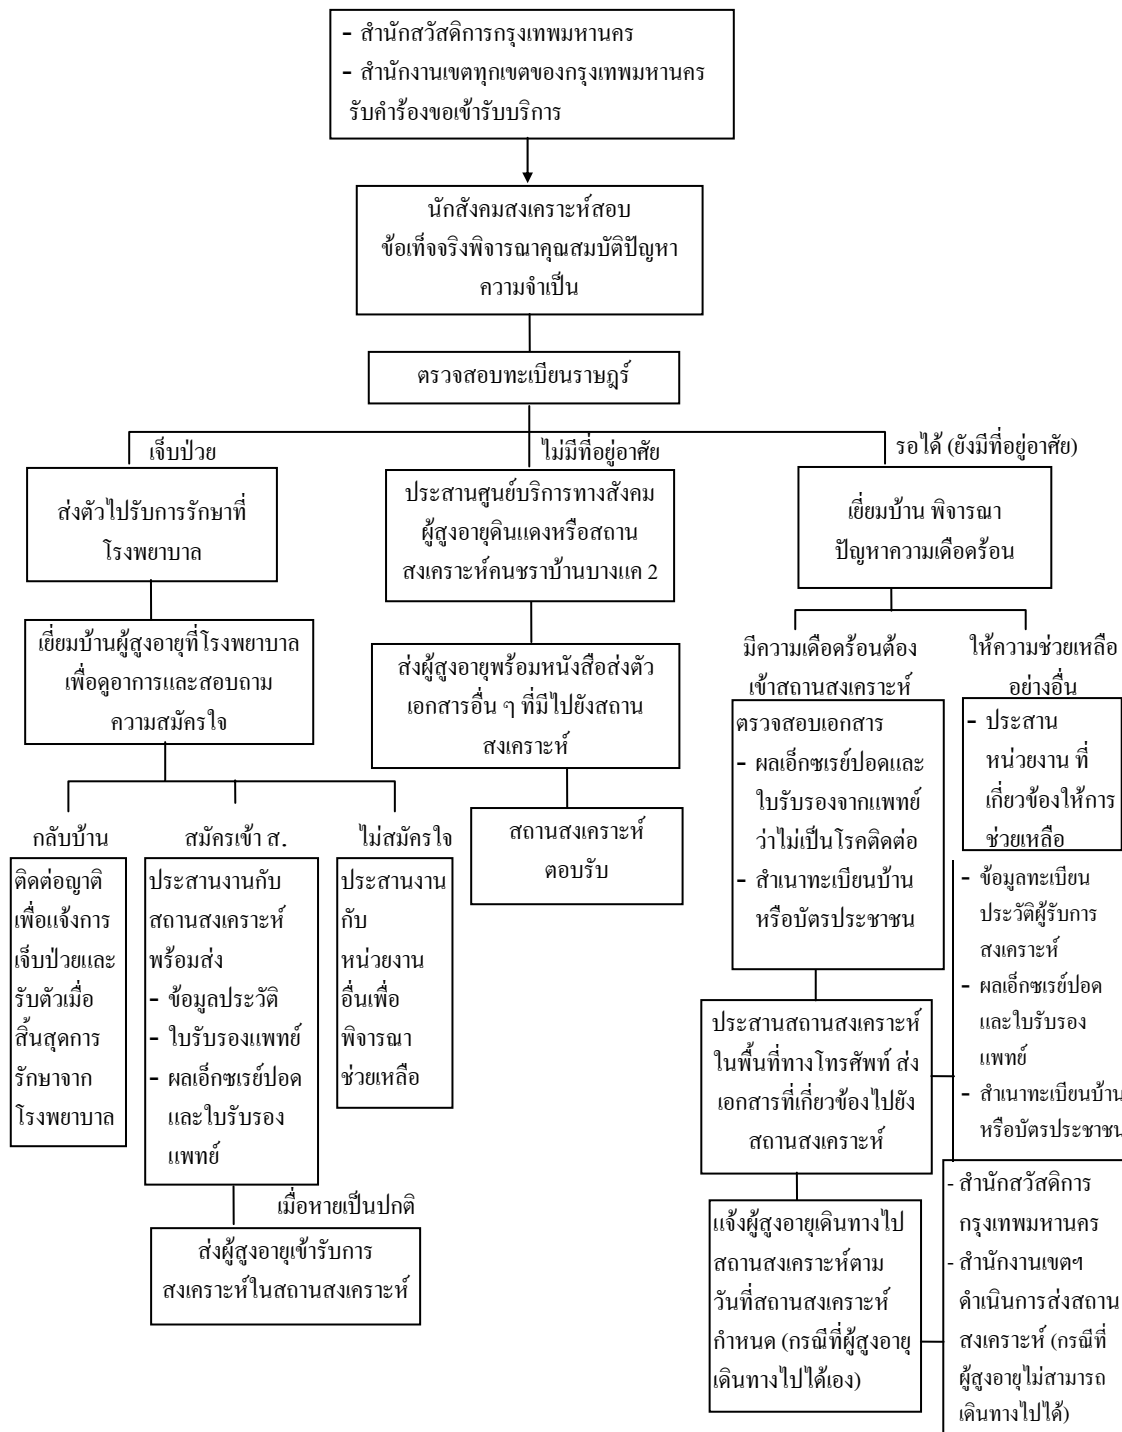 - สำนักสวัสดิการกรุงเทพมหานคร
- สำนักงานเขตทุกเขตของกรุงเทพมหานคร
รับคำร้องขอเข้ารับบริการ
นักสังคมสงเคราะห์สอบ
ข้อเท็จจริงพิจารณาคุณสมบัติปัญหา
ความจำเป็น
ตรวจสอบทะเบียนราษฎร์
เจ็บป่วย
ส่งตัวไปรับการรักษาที่
โรงพยาบาล
เยี่ยมบ้านผู้สูงอายุที่โรงพยาบาล
เพื่อดูอาการและสอบถาม
ความสมัครใจ
กลับบ้าน
ติดต่อญาติ
เพื่อแจ้งการ
เจ็บป่วยและ
รับตัวเมื่อ
สิ้นสุดการ
รักษาจาก
โรงพยาบาล
สมัครเข้า ส.
ประสานงานกับ
สถานสงเคราะห์
พร้อมส่ง
- ข้อมูลประวัติ
- ใบรับรองแพทย์
- ผลเอ็กซเรย์ปอด
และใบรับรอง
แพทย์
เมื่อหายเป็นปกติ
ส่งผู้สูงอายุเข้ารับการ
สงเคราะห์ในสถานสงเคราะห์
ไม่สมัครใจ
ประสานงาน
กับ
หน่วยงาน
อื่นเพื่อ
พิจารณา
ช่วยเหลือ
ไม่มีที่อยู่อาศัย
ประสานศูนย์บริการทางสังคม
ผู้สูงอายุดินแดงหรือสถาน
สงเคราะห์คนชราบ้านบางแค 2
ส่งผู้สูงอายุพร้อมหนังสือส่งตัว
เอกสารอื่น ๆ ที่มีไปยังสถาน
สงเคราะห์
สถานสงเคราะห์
ตอบรับ
รอได้ (ยังมีที่อยู่อาศัย)
เยี่ยมบ้าน พิจารณา
ปัญหาความเดือดร้อน
มีความเดือดร้อนต้อง
เข้าสถานสงเคราะห์
ตรวจสอบเอกสาร
- ผลเอ็กซเรย์ปอดและ
ใบรับรองจากแพทย์
ว่าไม่เป็นโรคติดต่อ
- สำเนาทะเบียนบ้าน
หรือบัตรประชาชน
ให้ความช่วยเหลือ
อย่างอื่น
- ประสาน
หน่วยงาน ที่
เกี่ยวข้องให้การ
ช่วยเหลือ
ประสานสถานสงเคราะห์
ในพื้นที่ทางโทรศัพท์ ส่ง
เอกสารที่เกี่ยวข้องไปยัง
สถานสงเคราะห์
- ข้อมูลทะเบียน
ประวัติผู้รับการ
สงเคราะห์
- ผลเอ็กซเรย์ปอด
และใบรับรอง
แพทย์
- สำเนาทะเบียนบ้าน
หรือบัตรประชาชน
แจ้งผู้สูงอายุเดินทางไป
สถานสงเคราะห์ตาม
วันที่สถานสงเคราะห์
กำหนด (กรณีที่ผู้สูงอายุ
เดินทางไปได้เอง)
- สำนักสวัสดิการ
กรุงเทพมหานคร
- สำนักงานเขตฯ
ดำเนินการส่งสถาน
สงเคราะห์ (กรณีที่
ผู้สูงอายุไม่สามารถ
เดินทางไปได้)